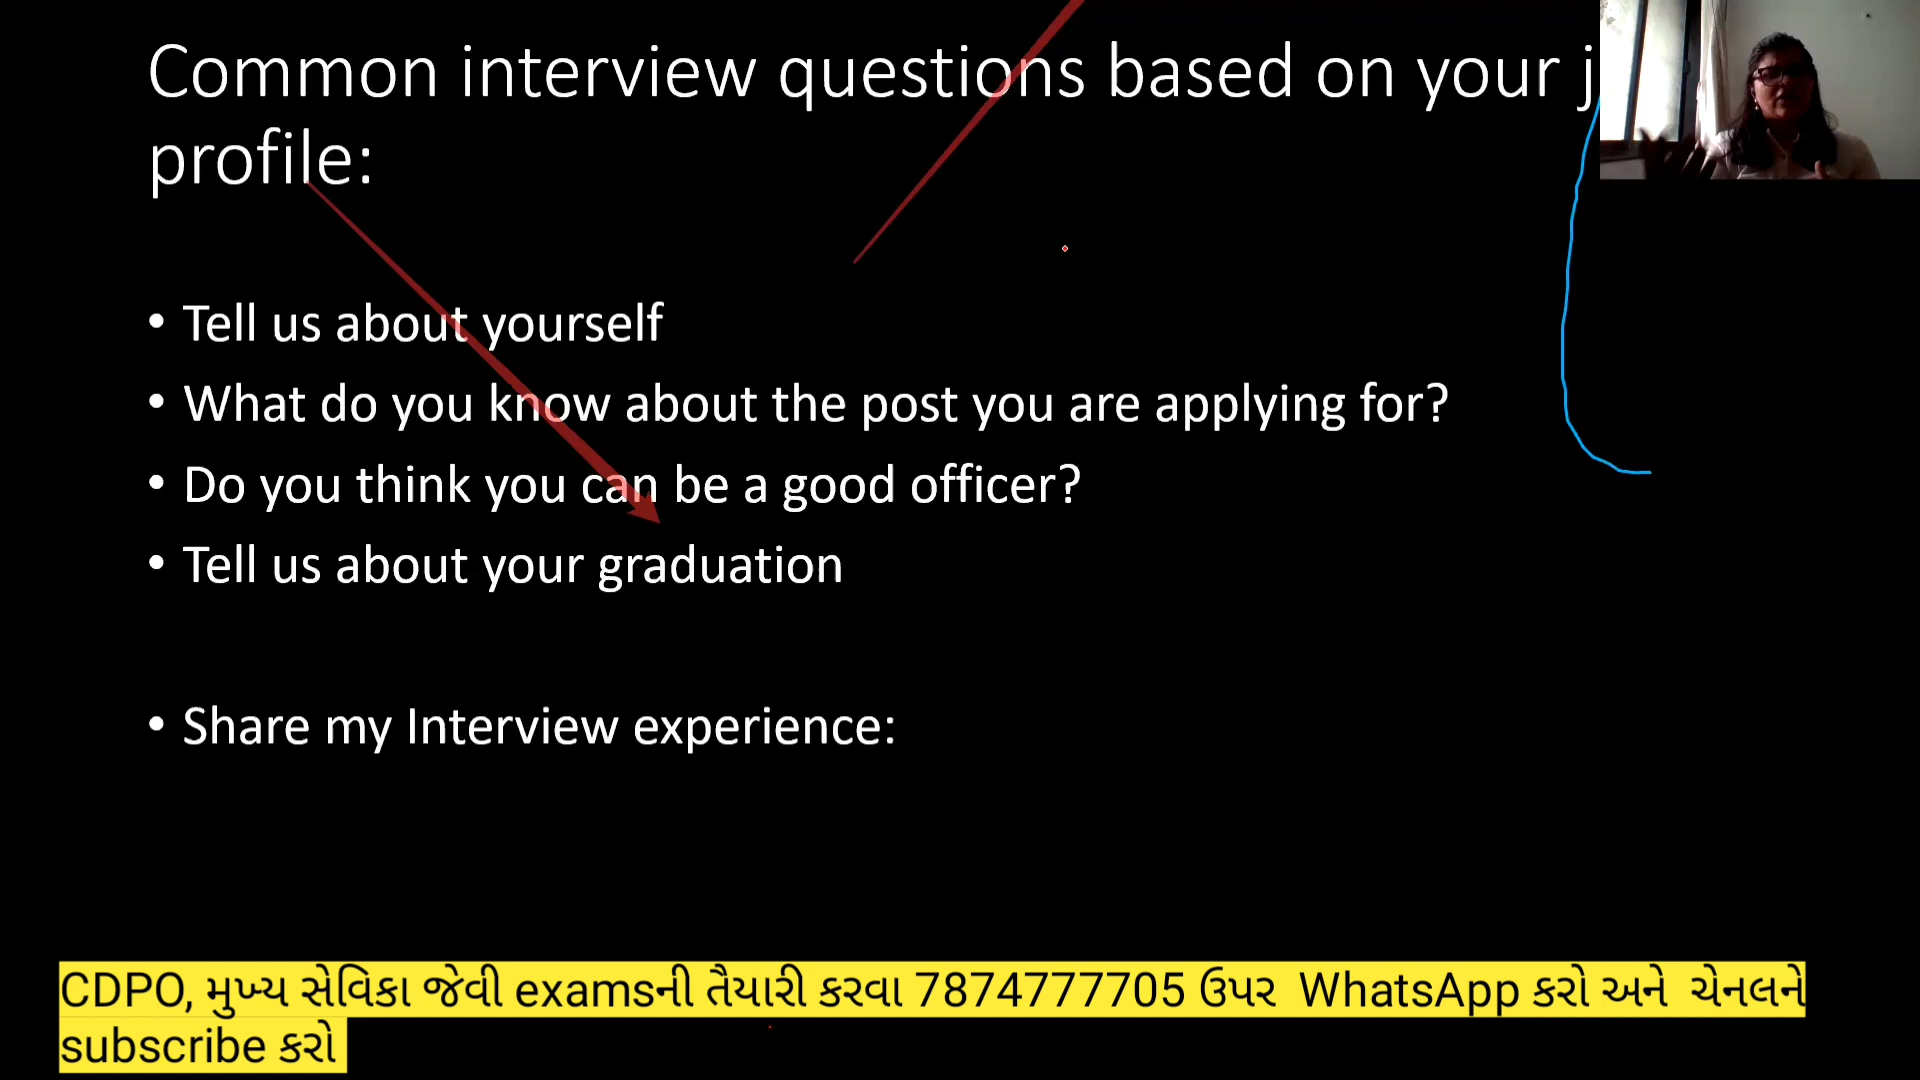 Common interview questions based on your j
profile:
• Tell us about yourself
• What do you know about the post you are applying for?
• Do you think you can be a good officer?
• Tell us about your graduation
• Share my Interview experience:
CDPO, મુખ્ય સેવિકા જેવી examsની તૈયારી કરવા 7874777705 ઉપર WhatsApp કરો અને ચેનલને
subscribe કરો